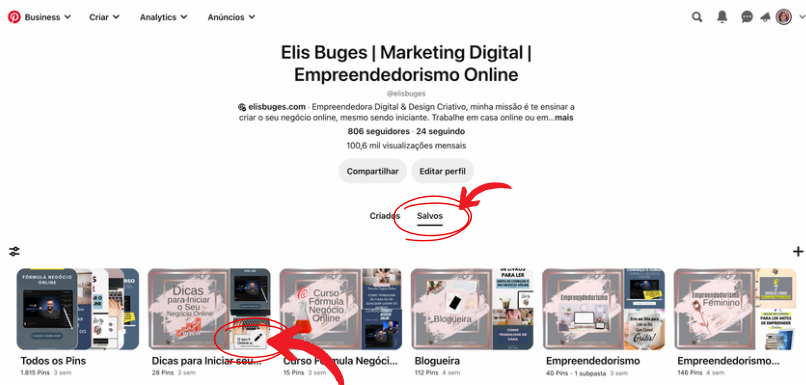 Business Criar Analytics Anúncios
Elis Buges | Marketing Digital |
Empreendedorismo Online
@elisbuges
elisbuges.com · Empreendedora Digital & Design Criativo, minha missão é te ensinar a
criar o seu negócio online, mesmo sendo iniciante. Trabalhe em casa online ou em...mais
806 seguidores · 24 seguindo
100,6 mil visualizações mensais
Compartilhar Editar perfil
Criados Salvos
FÓRMULA NEGÓCIO
ONLINE
Dicas
para Iniciar
o Seu
Negócio Online
Curso
Fórmula
Negócio
Online
Blogueira
Empreendedorismo
Empreendedorismo
Feminino
Todos os Pins
1.815 Pins 3 sem
Dicas para Iniciar seu...
28 Pins 3 sem
Curso Fórmula Negóci...
15 Pins 3 sem
Blogueira
112 Pins 4 sem
Empreendedorismo
40 Pins · 1 subpasta 3 sem
Empreendedorismo F...
146 Pins 4 sem